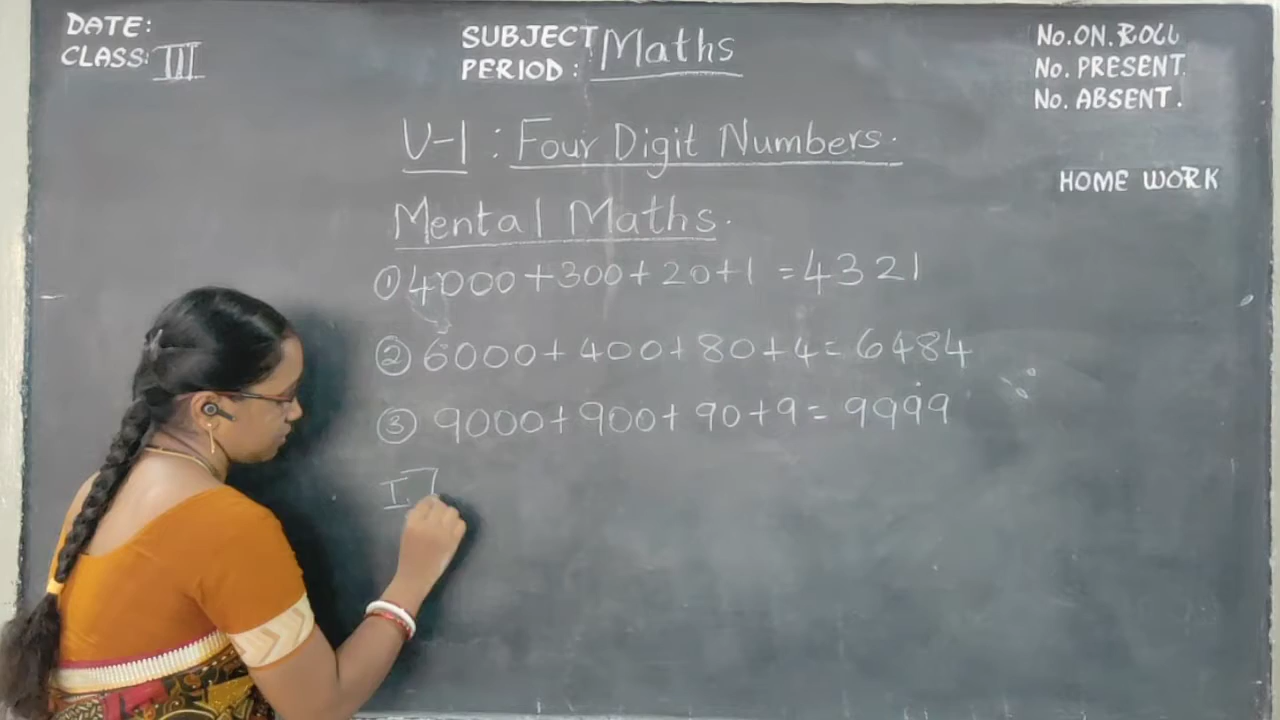 DATE:
CLASS: III
SUBJECT: Maths
PERIOD:
No.ON.ROLL
No. PRESENT.
No. ABSENT.
V-1 : Four Digit Numbers.
HOME WORK
Mental Maths.
① 4000+300+20+1 =4321
② 6000+400+80+4= 6484
③ 9000+900+90+9= 9999
I.